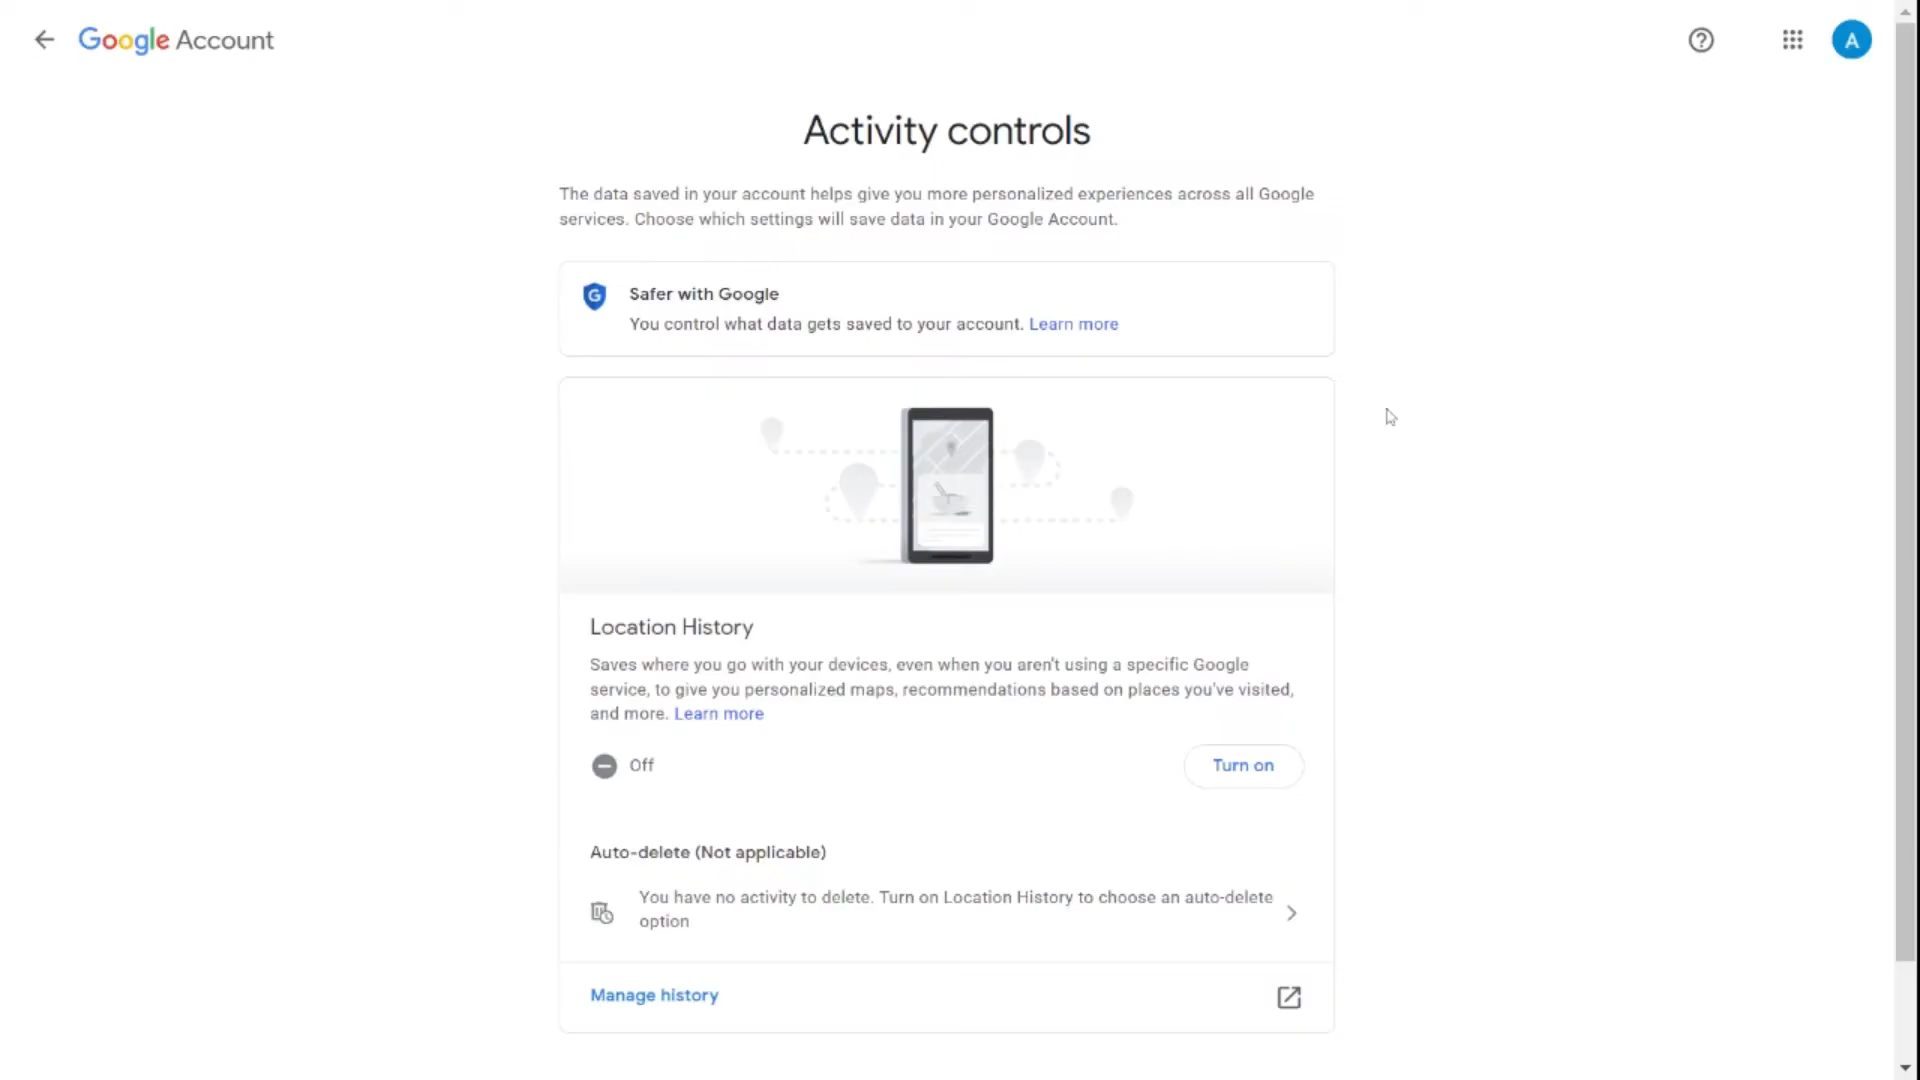 Google Account
A
Activity controls
The data saved in your account helps give you more personalized experiences across all Google
services. Choose which settings will save data in your Google Account.
G
Safer with Google
You control what data gets saved to your account. Learn more
Location History
Saves where you go with your devices, even when you aren't using a specific Google
service, to give you personalized maps, recommendations based on places you've visited,
and more. Learn more
Off
Turn on
Auto-delete (Not applicable)
You have no activity to delete. Turn on Location History to choose an auto-delete
option
Manage history